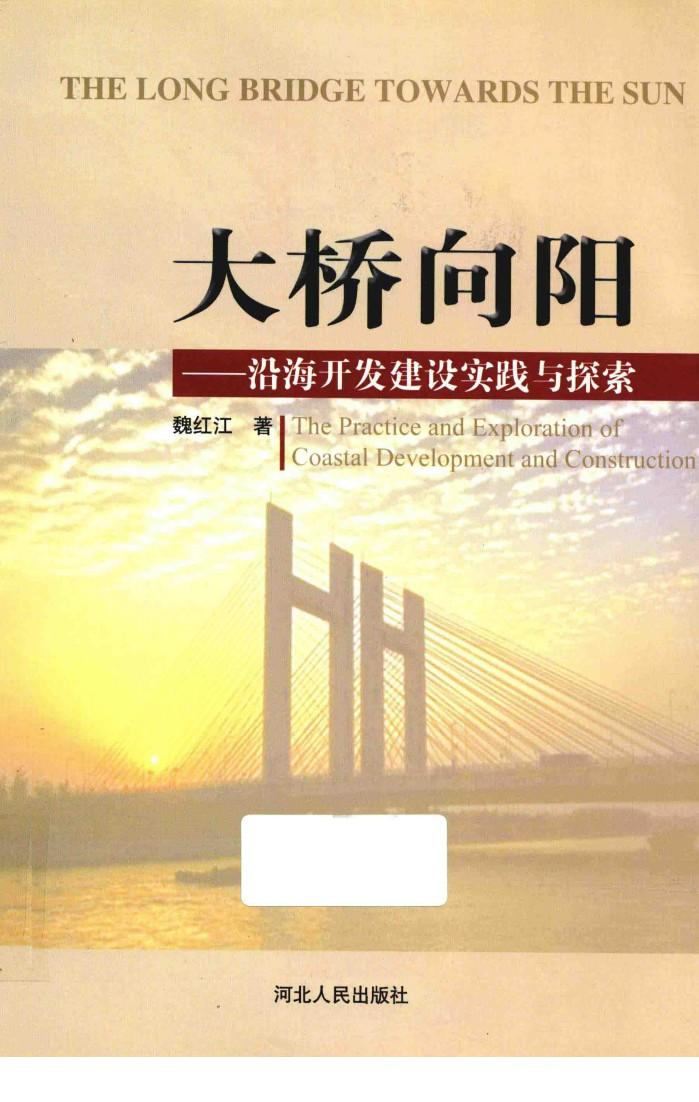 THE LONG BRIDGE TOWARDS THE SUN
大桥向阳
——沿海开发建设实践与探索
魏红江 著
The Practice and Exploration of
Coastal Development and Construction
河北人民出版社